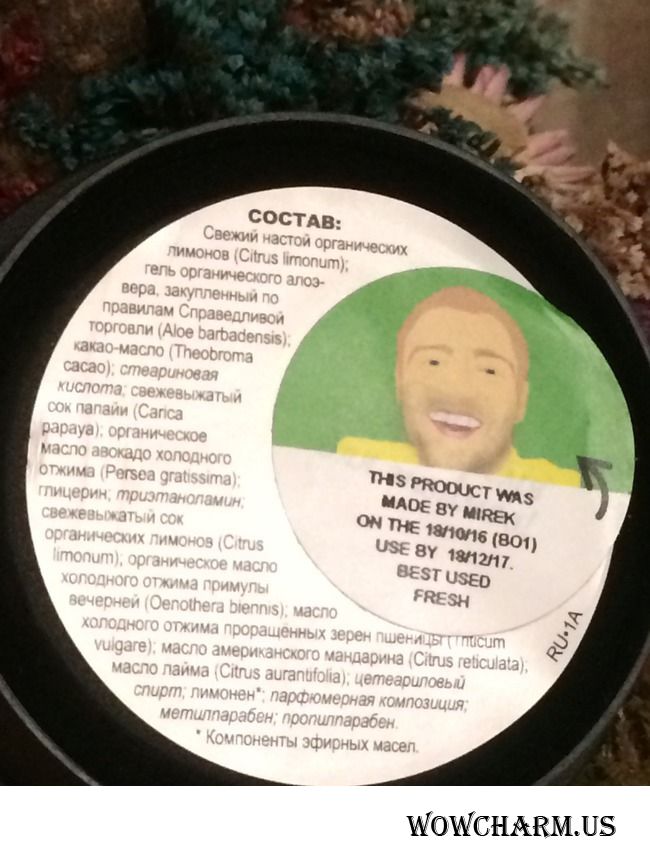 СОСТАВ:
Свежий настой органических
лимонов (Citrus limonum);
гель органического алоэ-
вера, закупленный по
правилам Справедливой
торговли (Aloe barbadensis);
какао-масло (Theobroma
cacao); стеариновая
кислота; свежевыжатый
сок папайи (Carica
papaya); органическое
масло авокадо холодного
отжима (Persea gratissima);
глицерин; триэтаноламин;
свежевыжатый сок
органических лимонов (Citrus
limonum); органическое масло
холодного отжима примулы
вечерней (Oenothera biennis); масло
холодного отжима проращённых зерен пшеницы (Triticum
vulgare); масло американского мандарина (Citrus reticulata);
масло лайма (Citrus aurantifolia); цетеариловый
спирт; лимонен*; парфюмерная композиция;
метилпарабен; пропилпарабен.
* Компоненты эфирных масел.
THIS PRODUCT WAS
MADE BY MIREK
ON THE 18/10/16 (BO1)
USE BY 18/12/17.
BEST USED
FRESH
RU•1A
WOWCHARM.US